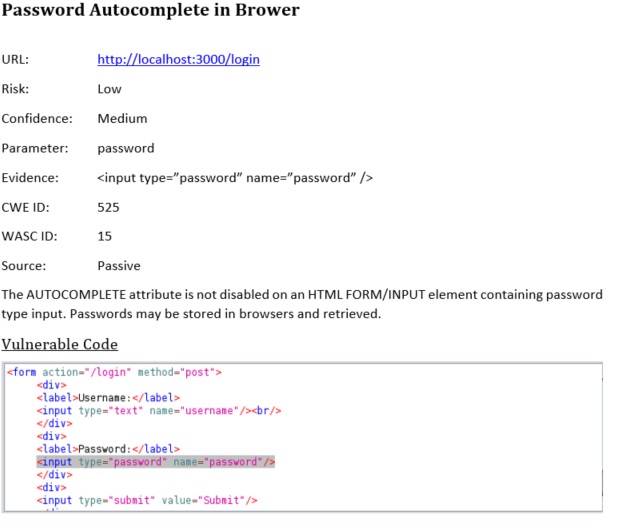 Password Autocomplete in Brower
URL: http://localhost:3000/login
Risk: Low
Confidence: Medium
Parameter: password
Evidence: <input type=”password” name=”password” />
CWE ID: 525
WASC ID: 15
Source: Passive
The AUTOCOMPLETE attribute is not disabled on an HTML FORM/INPUT element containing password
type input. Passwords may be stored in browsers and retrieved.
Vulnerable Code
<form action="/login" method="post">
<div>
<label>Username:</label>
<input type="text" name="username"/><br/>
</div>
<div>
<label>Password:</label>
<input type="password" name="password"/>
</div>
<div>
<input type="submit" value="Submit"/>